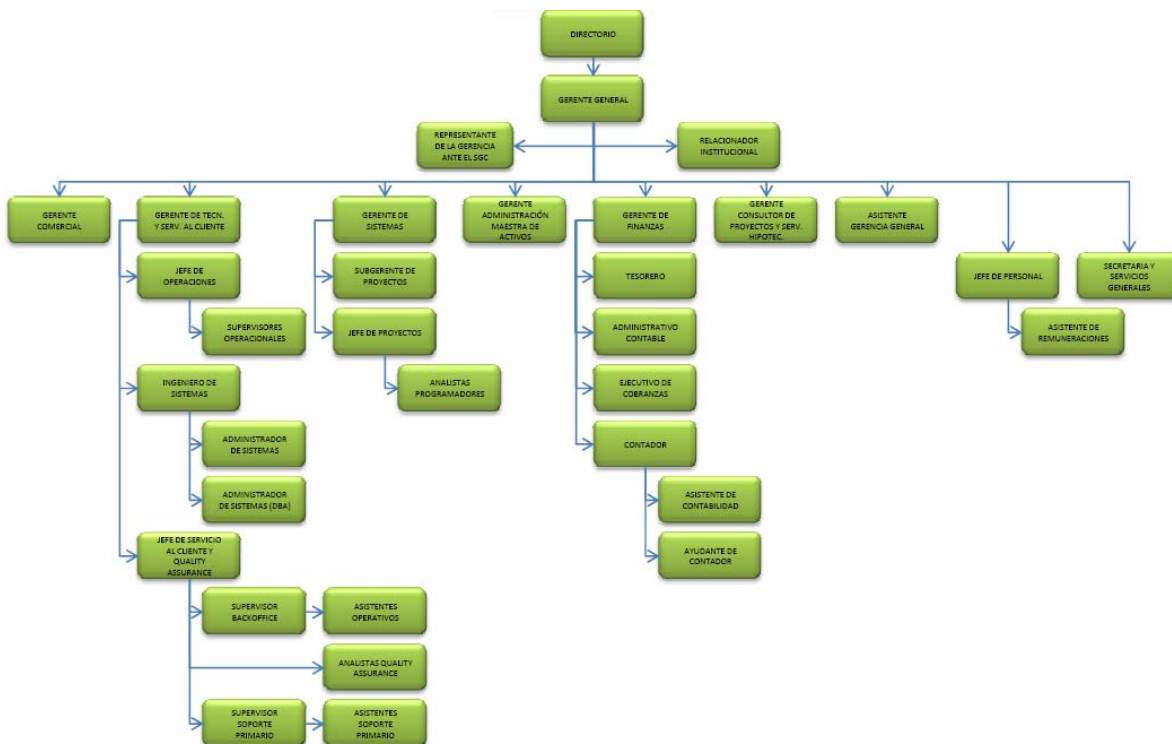 DIRECTORIO
GERENTE GENERAL
REPRESENTANTE
DE LA GERENCIA
ANTE EL SGC
RELACIONADOR
INSTITUCIONAL
GERENTE
COMERCIAL
GERENTE DE TECN.
Y SERV. AL CLIENTE
GERENTE DE
SISTEMAS
GERENTE
ADMINISTRACIÓN
MAESTRA DE
ACTIVOS
GERENTE DE
FINANZAS
GERENTE
CONSULTOR DE
PROYECTOS Y SERV.
HIPOTEC.
ASISTENTE
GERENCIA GENERAL
JEFE DE
OPERACIONES
SUBGERENTE DE
PROYECTOS
TESORERO
JEFE DE PERSONAL
SECRETARIA Y
SERVICIOS
GENERALES
SUPERVISORES
OPERACIONALES
JEFE DE PROYECTOS
ADMINISTRATIVO
CONTABLE
ASISTENTE DE
REMUNERACIONES
INGENIERO DE
SISTEMAS
ANALISTAS
PROGRAMADORES
EJECUTIVO DE
COBRANZAS
ADMINISTRADOR
DE SISTEMAS
CONTADOR
ADMINISTRADOR
DE SISTEMAS (DBA)
ASISTENTE DE
CONTABILIDAD
JEFE DE SERVICIO
AL CLIENTE Y
QUALITY
ASSURANCE
AYUDANTE DE
CONTADOR
SUPERVISOR
BACKOFFICE
ASISTENTES
OPERATIVOS
ANALISTAS QUALITY
ASSURANCE
SUPERVISOR
SOPORTE
PRIMARIO
ASISTENTES
SOPORTE
PRIMARIO